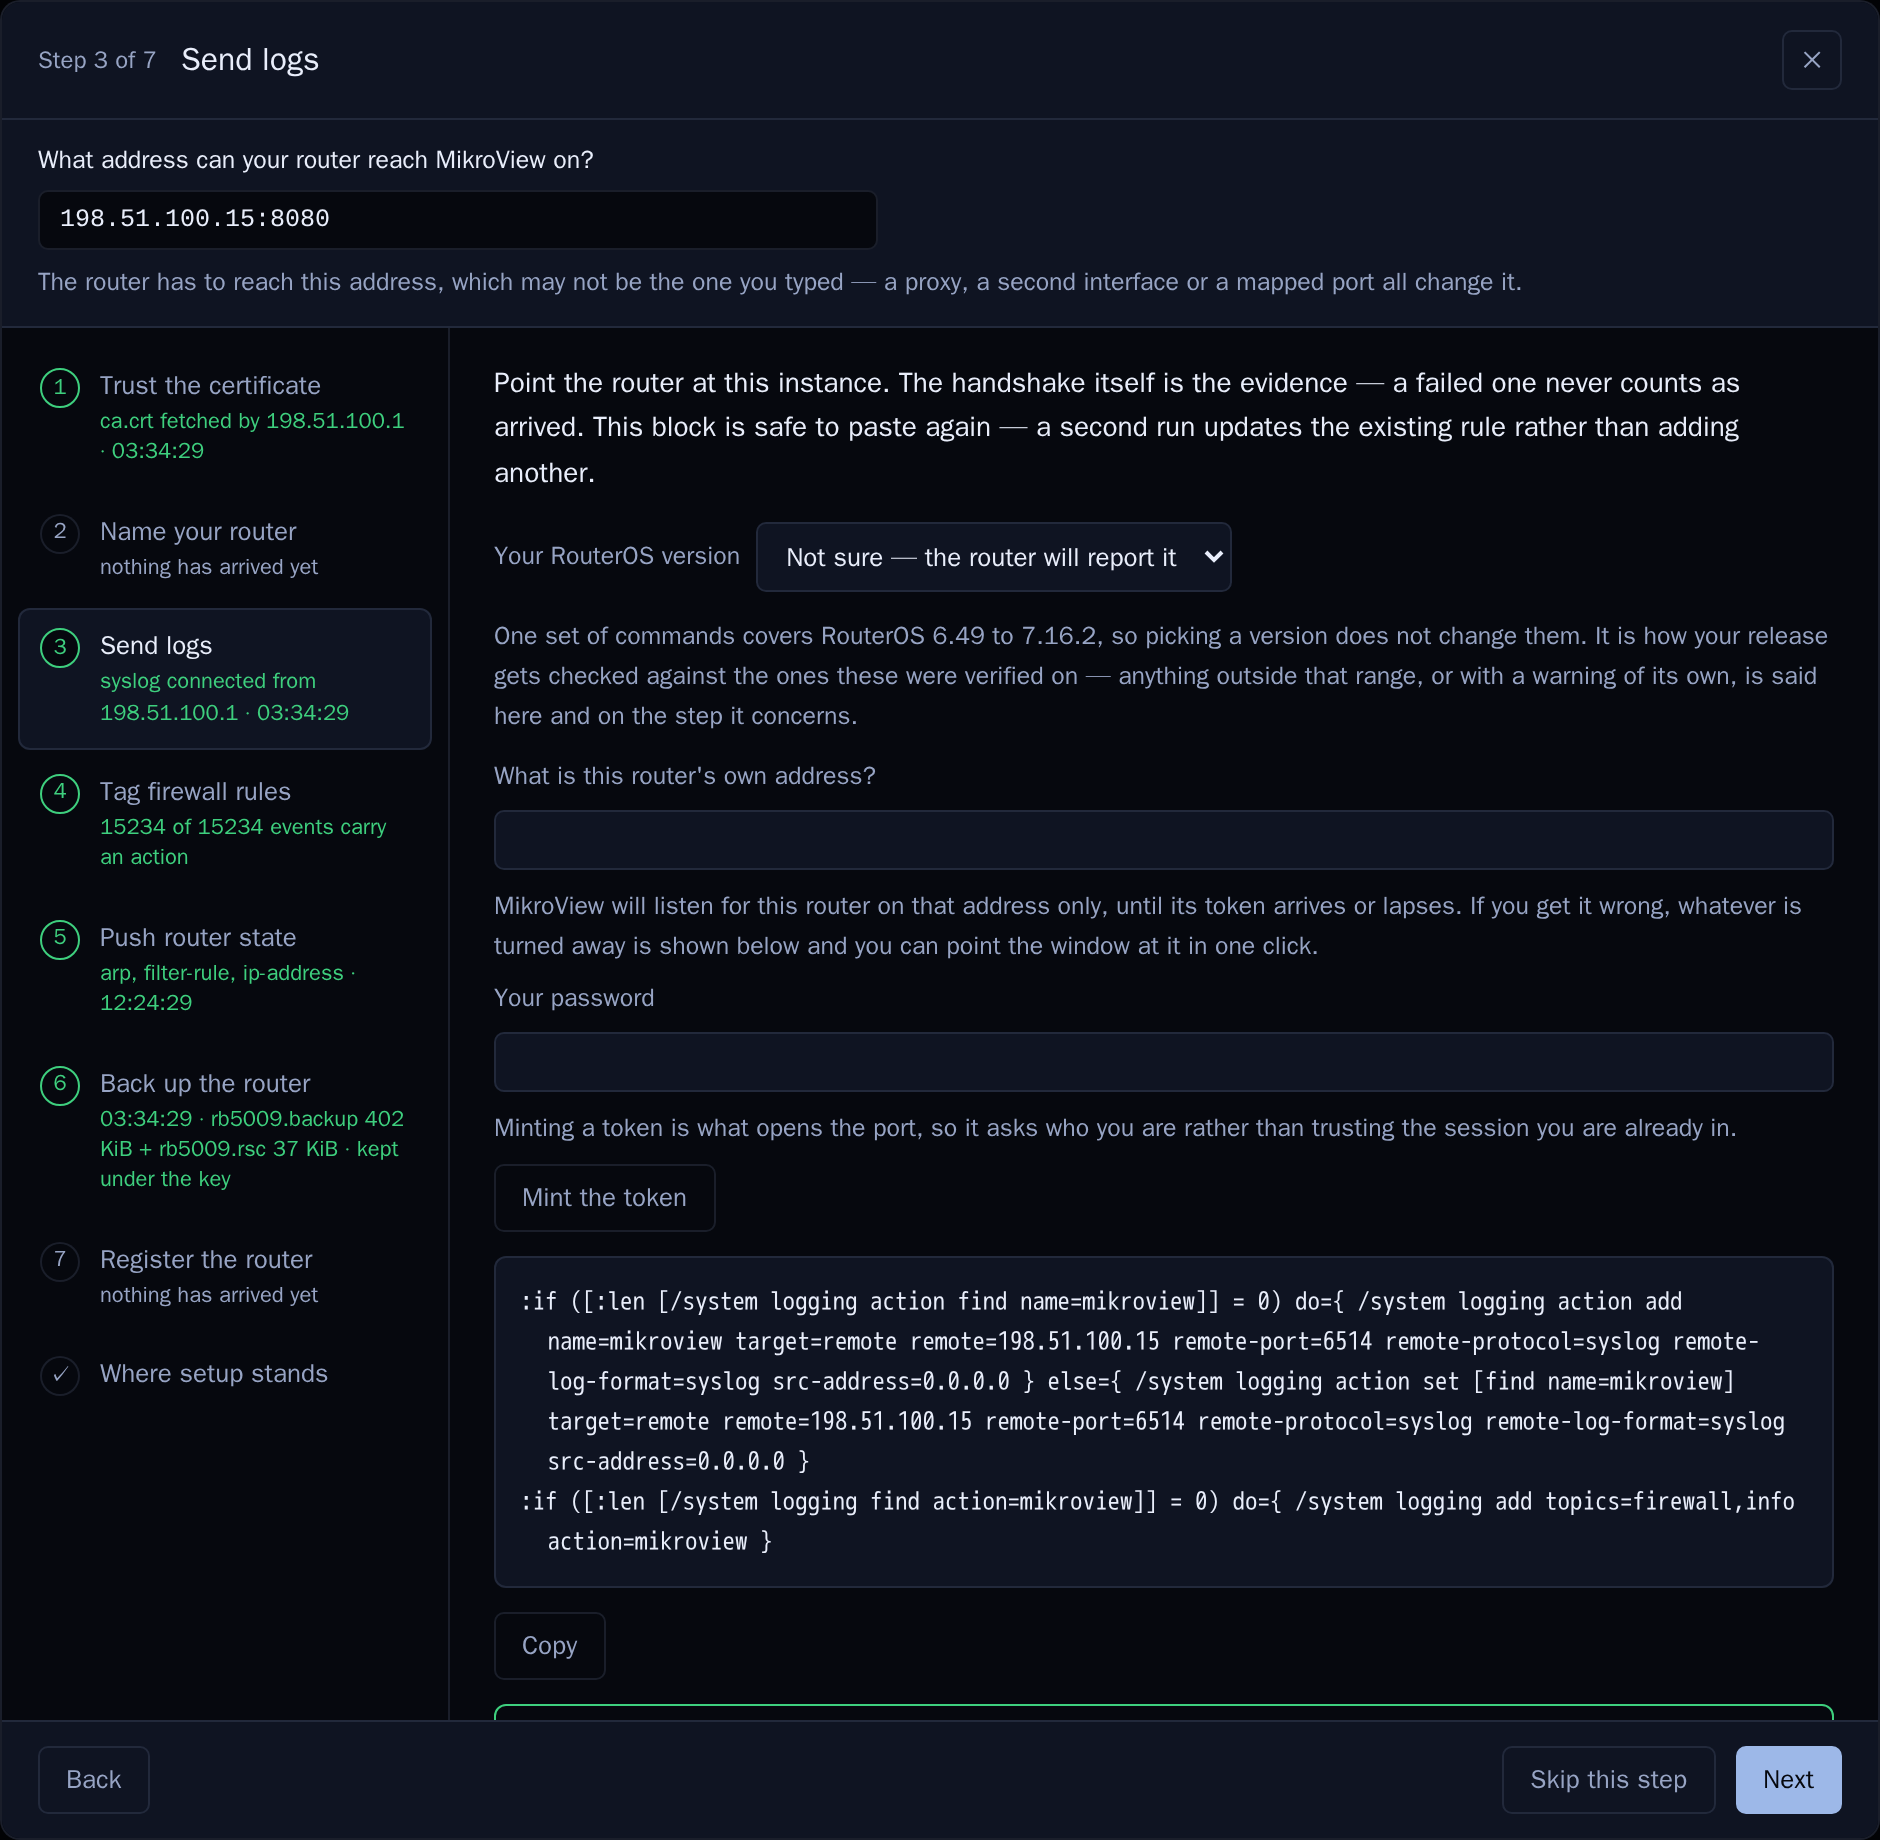 Step 3 of 7 Send logs
What address can your router reach MikroView on?
198.51.100.15:8080
The router has to reach this address, which may not be the one you typed — a proxy, a second interface or a mapped port all change it.
1 Trust the certificate
ca.crt fetched by 198.51.100.1
· 03:34:29
2 Name your router
nothing has arrived yet
3 Send logs
syslog connected from
198.51.100.1 · 03:34:29
4 Tag firewall rules
15234 of 15234 events carry
an action
5 Push router state
arp, filter-rule, ip-address ·
12:24:29
6 Back up the router
03:34:29 · rb5009.backup 402
KiB + rb5009.rsc 37 KiB · kept
under the key
7 Register the router
nothing has arrived yet
✓ Where setup stands
Point the router at this instance. The handshake itself is the evidence — a failed one never counts as
arrived. This block is safe to paste again — a second run updates the existing rule rather than adding
another.
Your RouterOS version Not sure — the router will report it
One set of commands covers RouterOS 6.49 to 7.16.2, so picking a version does not change them. It is how your release
gets checked against the ones these were verified on — anything outside that range, or with a warning of its own, is said
here and on the step it concerns.
What is this router's own address?
MikroView will listen for this router on that address only, until its token arrives or lapses. If you get it wrong, whatever is
turned away is shown below and you can point the window at it in one click.
Your password
Minting a token is what opens the port, so it asks who you are rather than trusting the session you are already in.
Mint the token
:if ([:len [/system logging action find name=mikroview]] = 0) do={ /system logging action add
name=mikroview target=remote remote=198.51.100.15 remote-port=6514 remote-protocol=syslog remote-
log-format=syslog src-address=0.0.0.0 } else={ /system logging action set [find name=mikroview]
target=remote remote=198.51.100.15 remote-port=6514 remote-protocol=syslog remote-log-format=syslog
src-address=0.0.0.0 }
:if ([:len [/system logging find action=mikroview]] = 0) do={ /system logging add topics=firewall,info
action=mikroview }
Copy
Back
Skip this step
Next